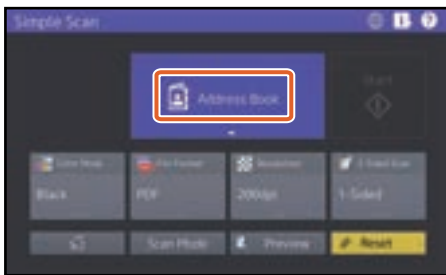 Simple Scan
Address Book
Start
Color Mode
File Format
Resolution
2-Sided Scan
Black
PDF
200dpi
1-Sided
Scan Mode
Preview
Reset